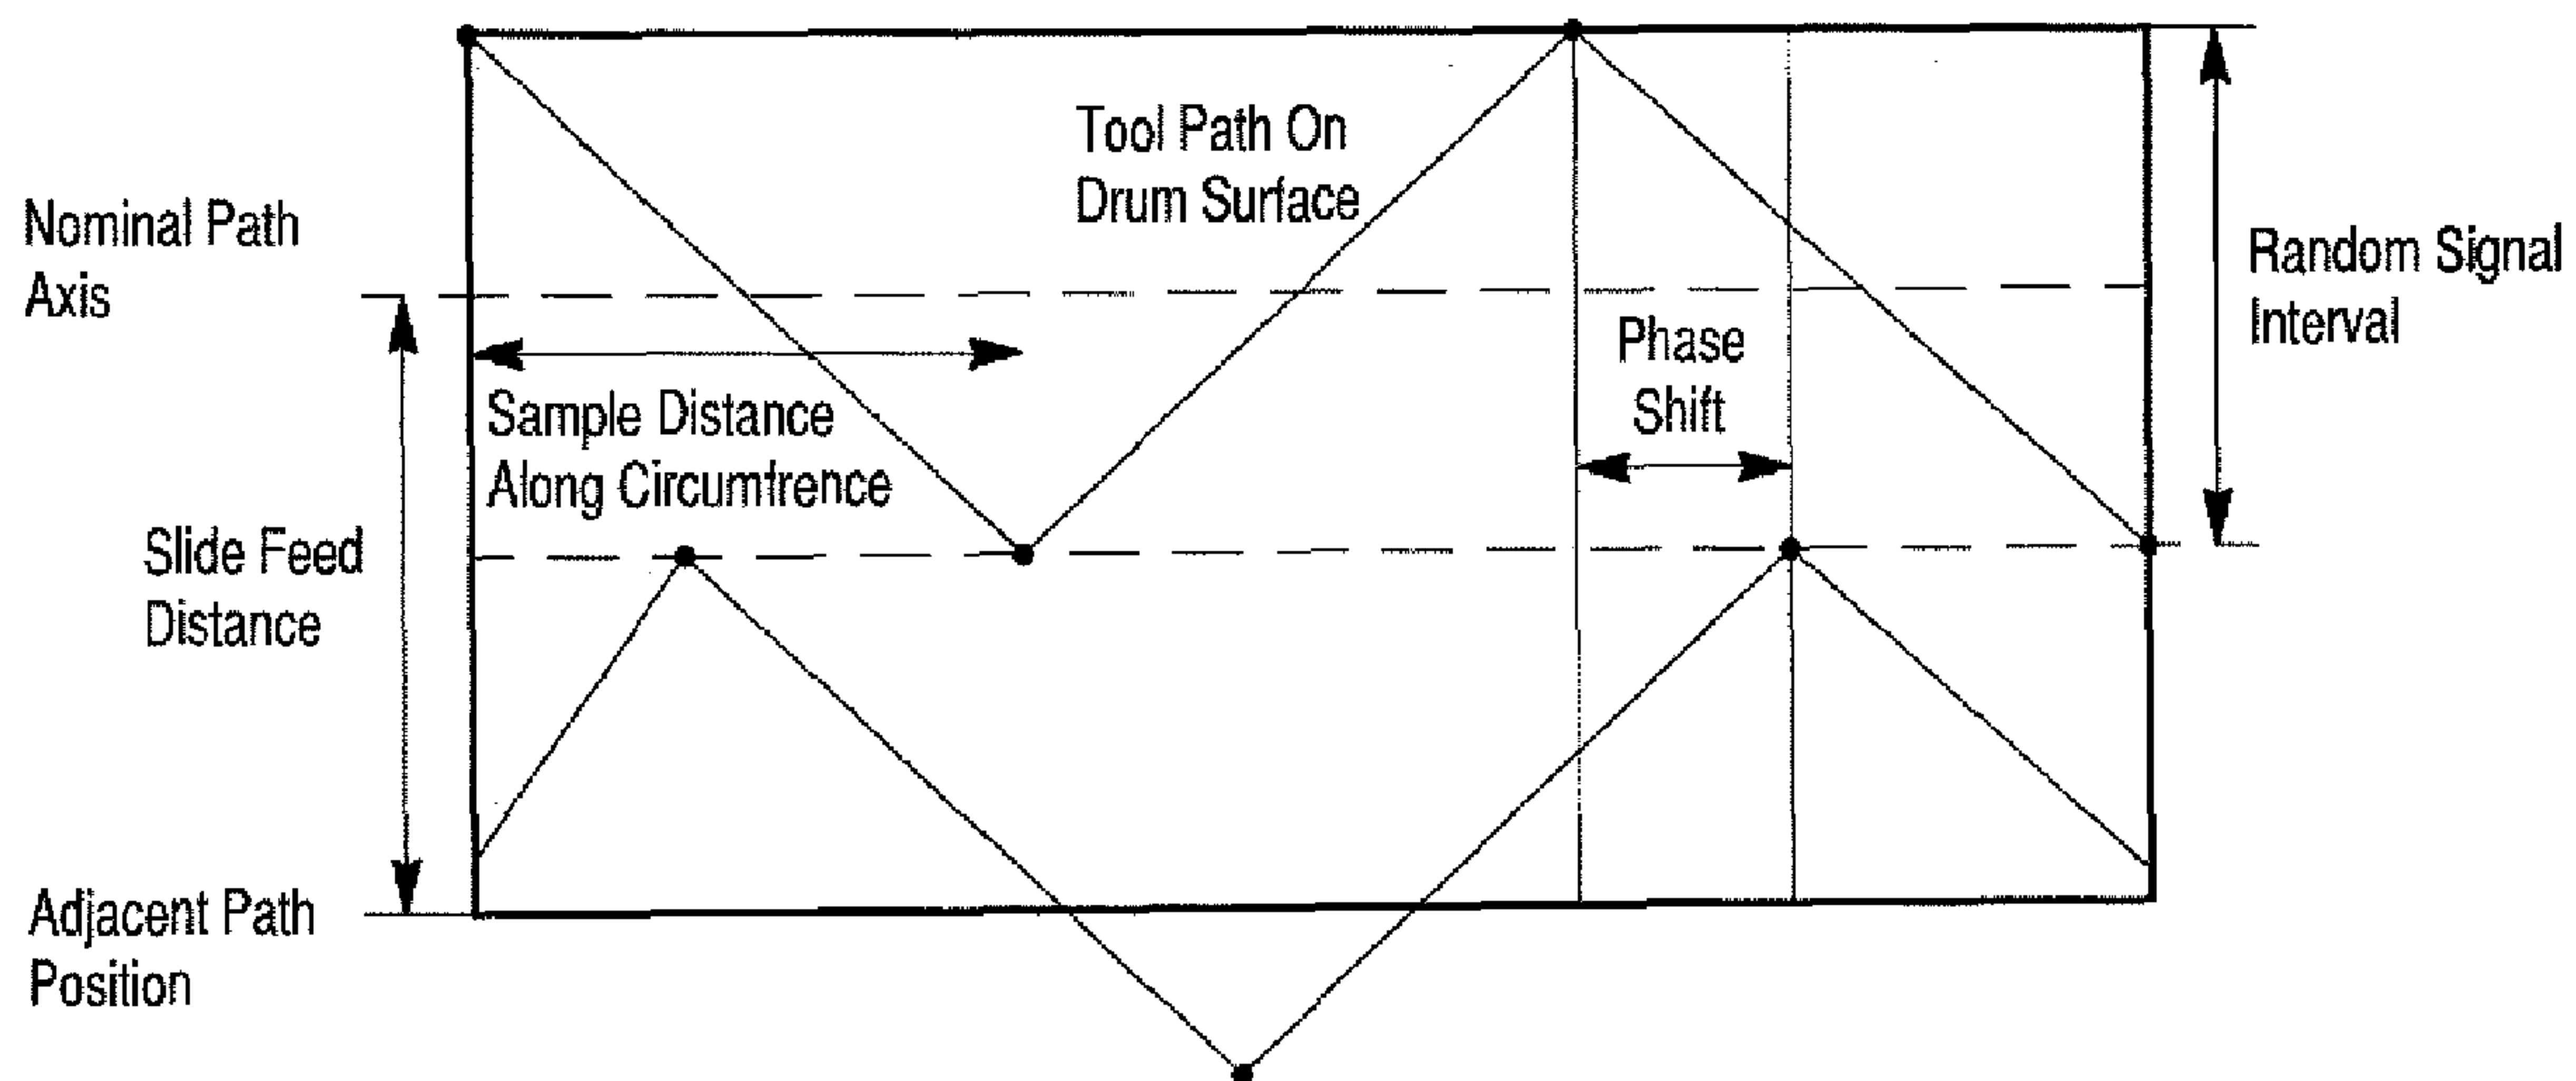 Tool Path On
Drum Surface
Nominal Path
Axis
Random Signal
Interval
Phase
Shift
Sample Distance
Along Circumfrence
Slide Feed
Distance
Adjacent Path
Position